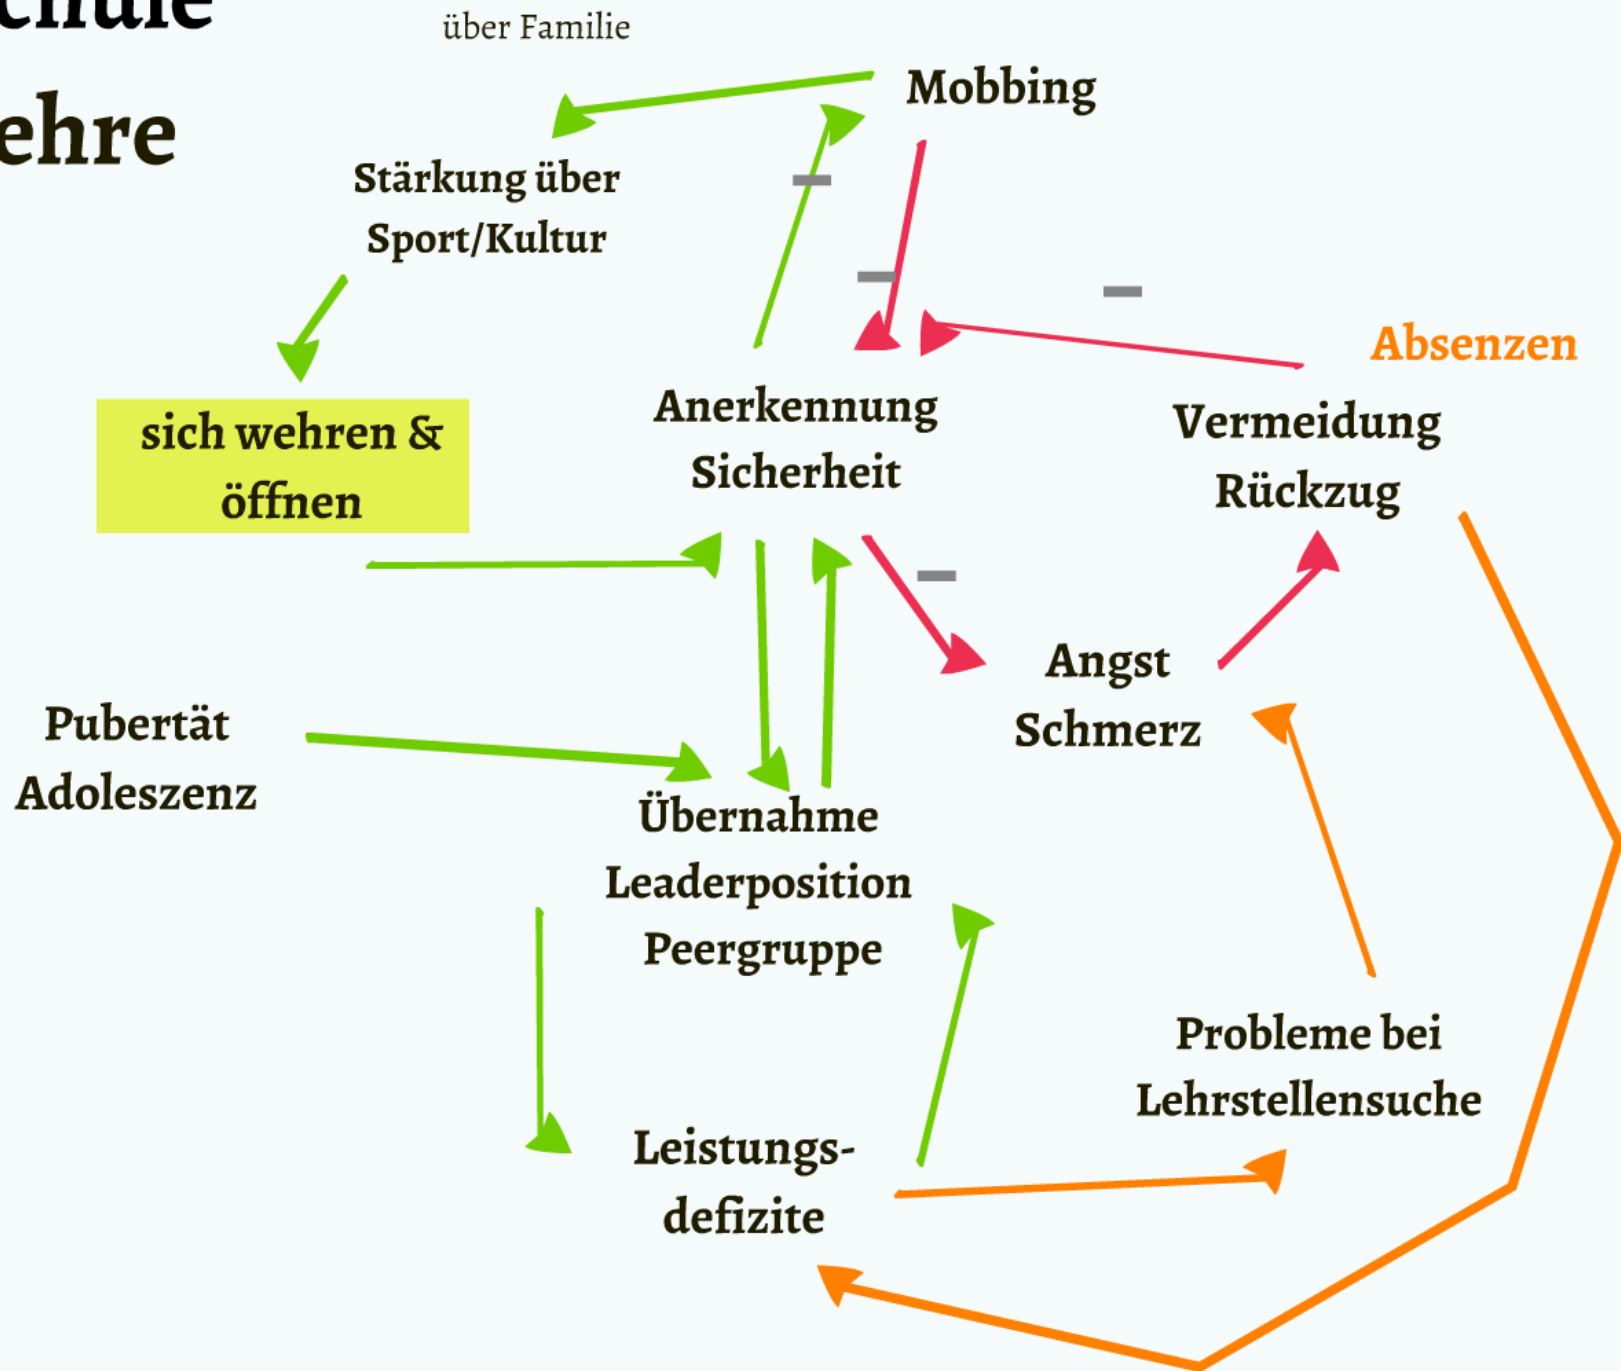 über Familie
ehre
Mobbing
Stärkung über
Sport/Kultur
Absenzen
sich wehren &
öffnen
Anerkennung
Sicherheit
Vermeidung
Rückzug
Angst
Schmerz
Pubertät
Adoleszenz
Übernahme
Leaderposition
Peergruppe
Probleme bei
Lehrstellensuche
Leistungs-
defizite